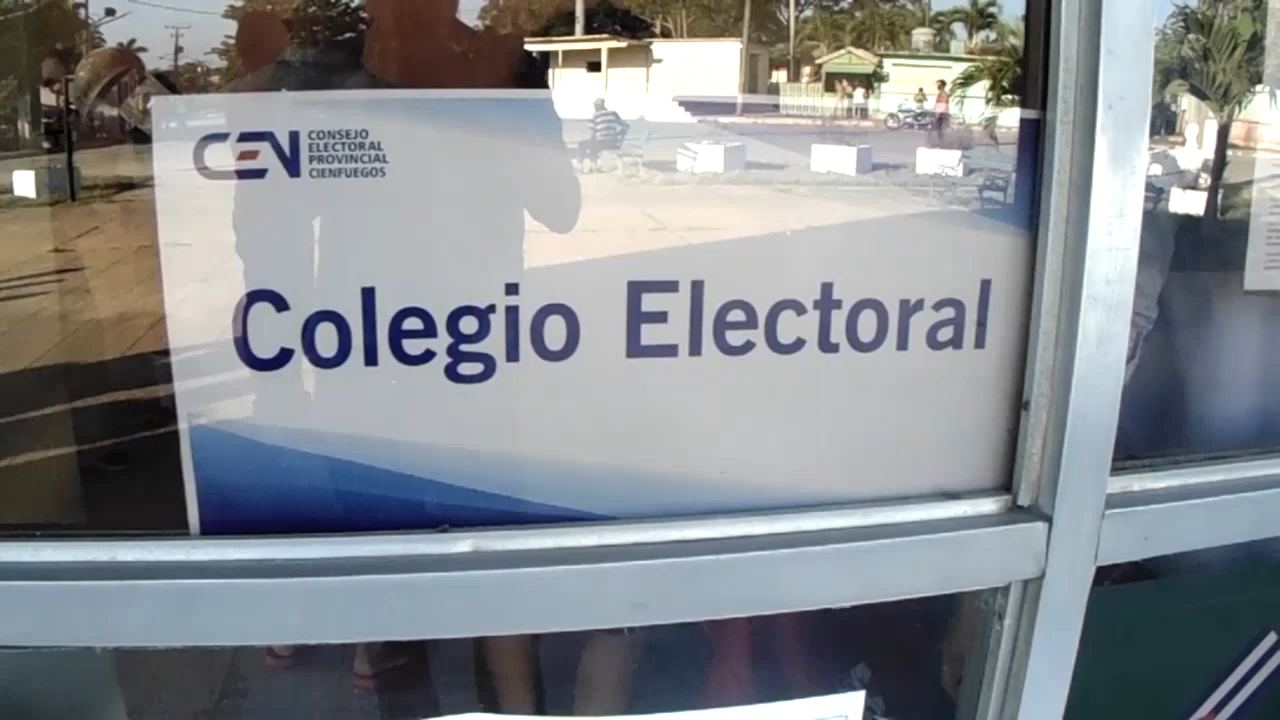 CEN
CONSEJO
ELECTORAL
PROVINCIAL
CIENFUEGOS
Colegio Electoral